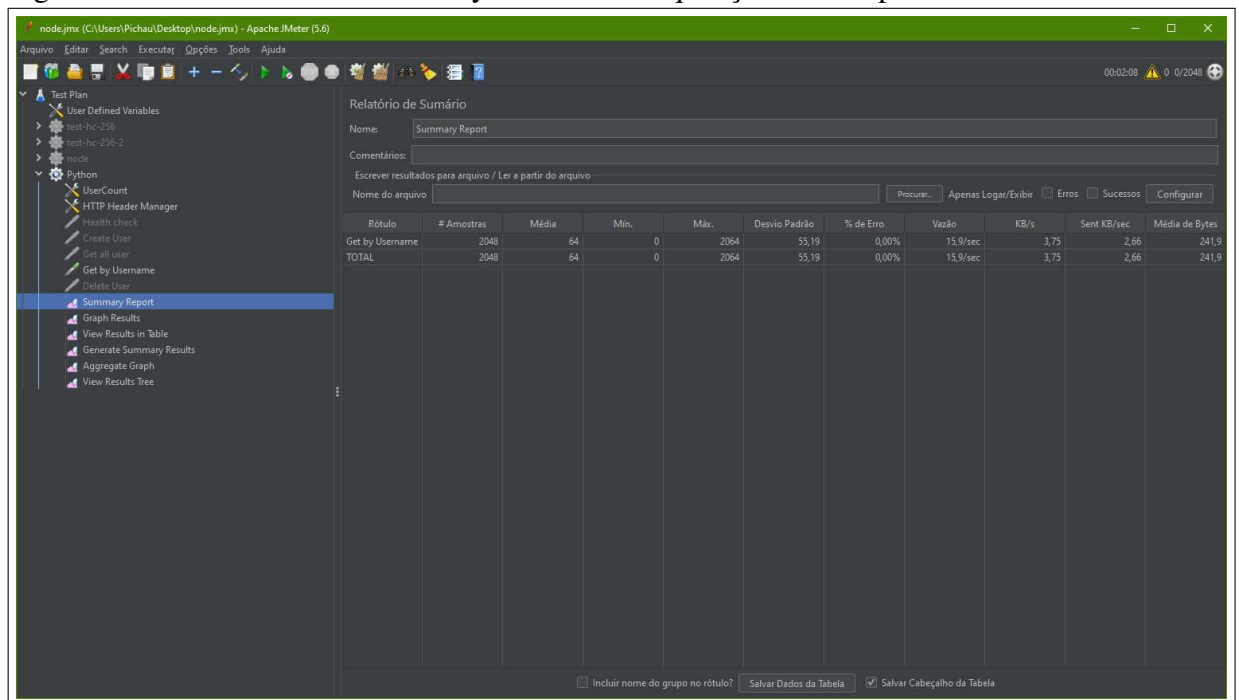 node.jmx (C:\Users\Pichau\Desktop\node.jmx) - Apache JMeter (5.6)
Arquivo Editar Search Executar Opções Tools Ajuda
00:02:08 0 0/2048
Test Plan
User Defined Variables
test-hc-256
test-hc-256-2
node
Python
UserCount
HTTP Header Manager
Health check
Create User
Get all user
Get by Username
Delete User
Summary Report
Graph Results
View Results in Table
Generate Summary Results
Aggregate Graph
View Results Tree
Relatório de Sumário
Nome: Summary Report
Comentários:
Escrever resultados para arquivo / Ler a partir do arquivo
Nome do arquivo Procurar... Apenas Logar/Exibir Erros Sucessos Configurar
Rótulo # Amostras Média Mín. Máx. Desvio Padrão % de Erro Vazão KB/s Sent KB/sec Média de Bytes
Get by Username 2048 64 0 2064 55,19 0,00% 15,9/sec 3,75 2,66 241,9
TOTAL 2048 64 0 2064 55,19 0,00% 15,9/sec 3,75 2,66 241,9
Incluir nome do grupo no rótulo? Salvar Dados da Tabela Salvar Cabeçalho da Tabela